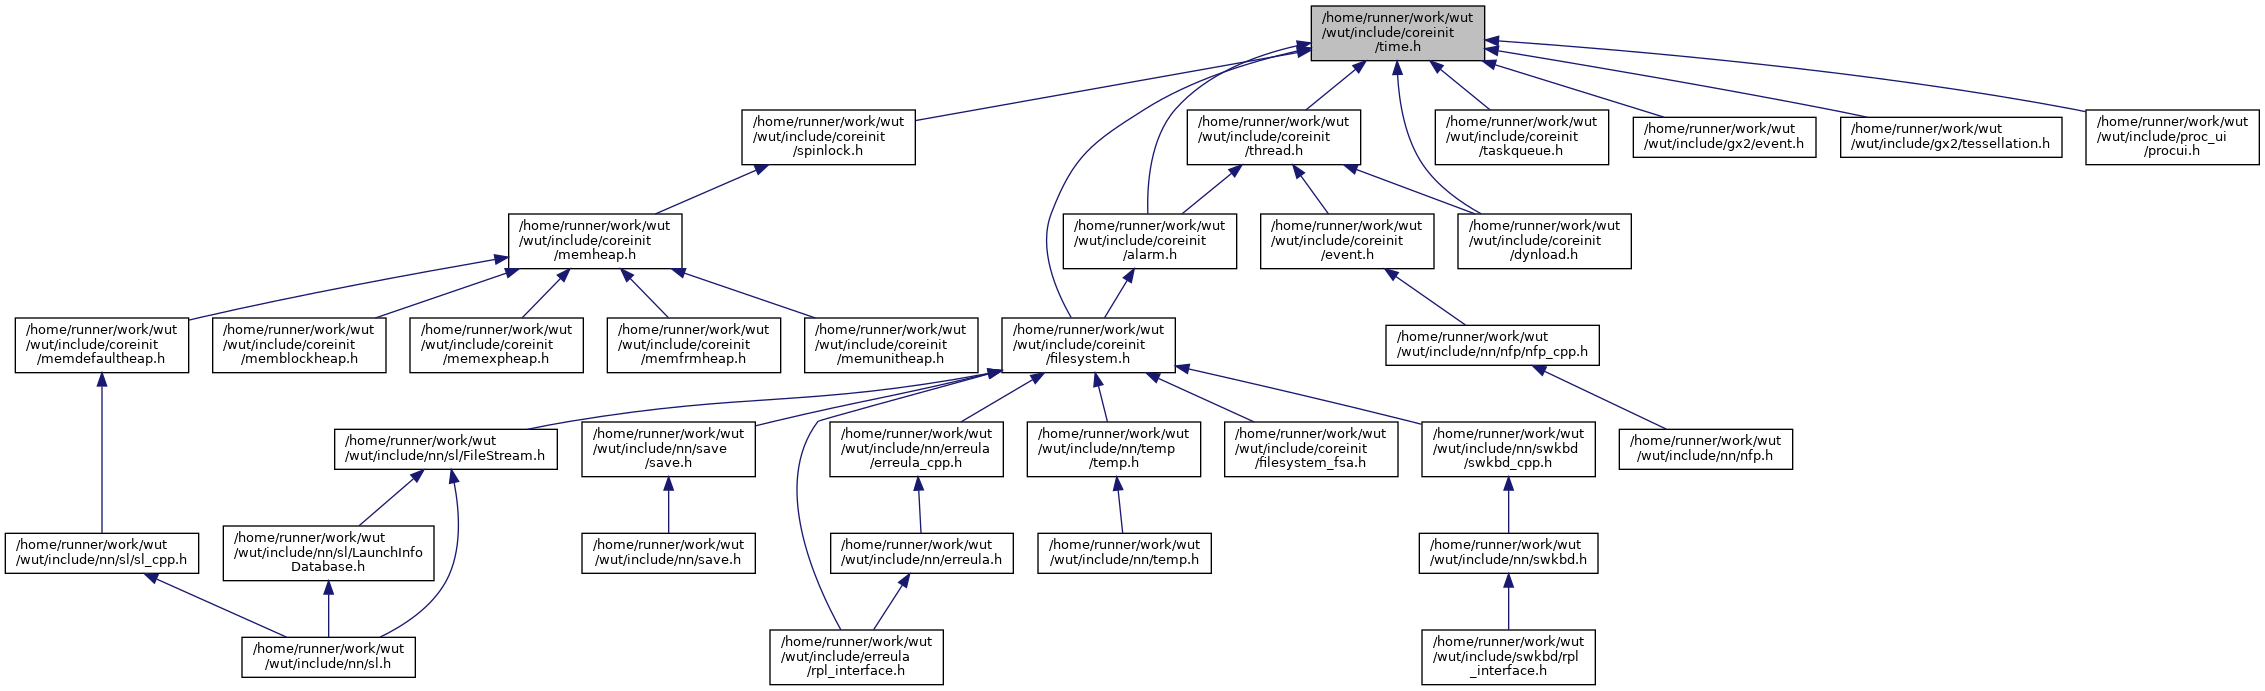 /home/runner/work/wut
/wut/include/coreinit
/time.h
/home/runner/work/wut
/wut/include/coreinit
/spinlock.h
/home/runner/work/wut
/wut/include/coreinit
/thread.h
/home/runner/work/wut
/wut/include/coreinit
/taskqueue.h
/home/runner/work/wut
/wut/include/gx2/event.h
/home/runner/work/wut
/wut/include/gx2/tessellation.h
/home/runner/work/wut
/wut/include/proc_ui
/procui.h
/home/runner/work/wut
/wut/include/coreinit
/memheap.h
/home/runner/work/wut
/wut/include/coreinit
/alarm.h
/home/runner/work/wut
/wut/include/coreinit
/event.h
/home/runner/work/wut
/wut/include/coreinit
/dynload.h
/home/runner/work/wut
/wut/include/coreinit
/memdefaultheap.h
/home/runner/work/wut
/wut/include/coreinit
/memblockheap.h
/home/runner/work/wut
/wut/include/coreinit
/memexpheap.h
/home/runner/work/wut
/wut/include/coreinit
/memfrmheap.h
/home/runner/work/wut
/wut/include/coreinit
/memunitheap.h
/home/runner/work/wut
/wut/include/coreinit
/filesystem.h
/home/runner/work/wut
/wut/include/nn/nfp/nfp_cpp.h
/home/runner/work/wut
/wut/include/nn/sl/FileStream.h
/home/runner/work/wut
/wut/include/nn/save
/save.h
/home/runner/work/wut
/wut/include/nn/erreula
/erreula_cpp.h
/home/runner/work/wut
/wut/include/nn/temp
/temp.h
/home/runner/work/wut
/wut/include/coreinit
/filesystem_fsa.h
/home/runner/work/wut
/wut/include/nn/swkbd
/swkbd_cpp.h
/home/runner/work/wut
/wut/include/nn/nfp.h
/home/runner/work/wut
/wut/include/nn/sl/sl_cpp.h
/home/runner/work/wut
/wut/include/nn/sl/LaunchInfo
Database.h
/home/runner/work/wut
/wut/include/nn/save.h
/home/runner/work/wut
/wut/include/nn/erreula.h
/home/runner/work/wut
/wut/include/nn/temp.h
/home/runner/work/wut
/wut/include/nn/swkbd.h
/home/runner/work/wut
/wut/include/nn/sl.h
/home/runner/work/wut
/wut/include/erreula
/rpl_interface.h
/home/runner/work/wut
/wut/include/swkbd/rpl
_interface.h